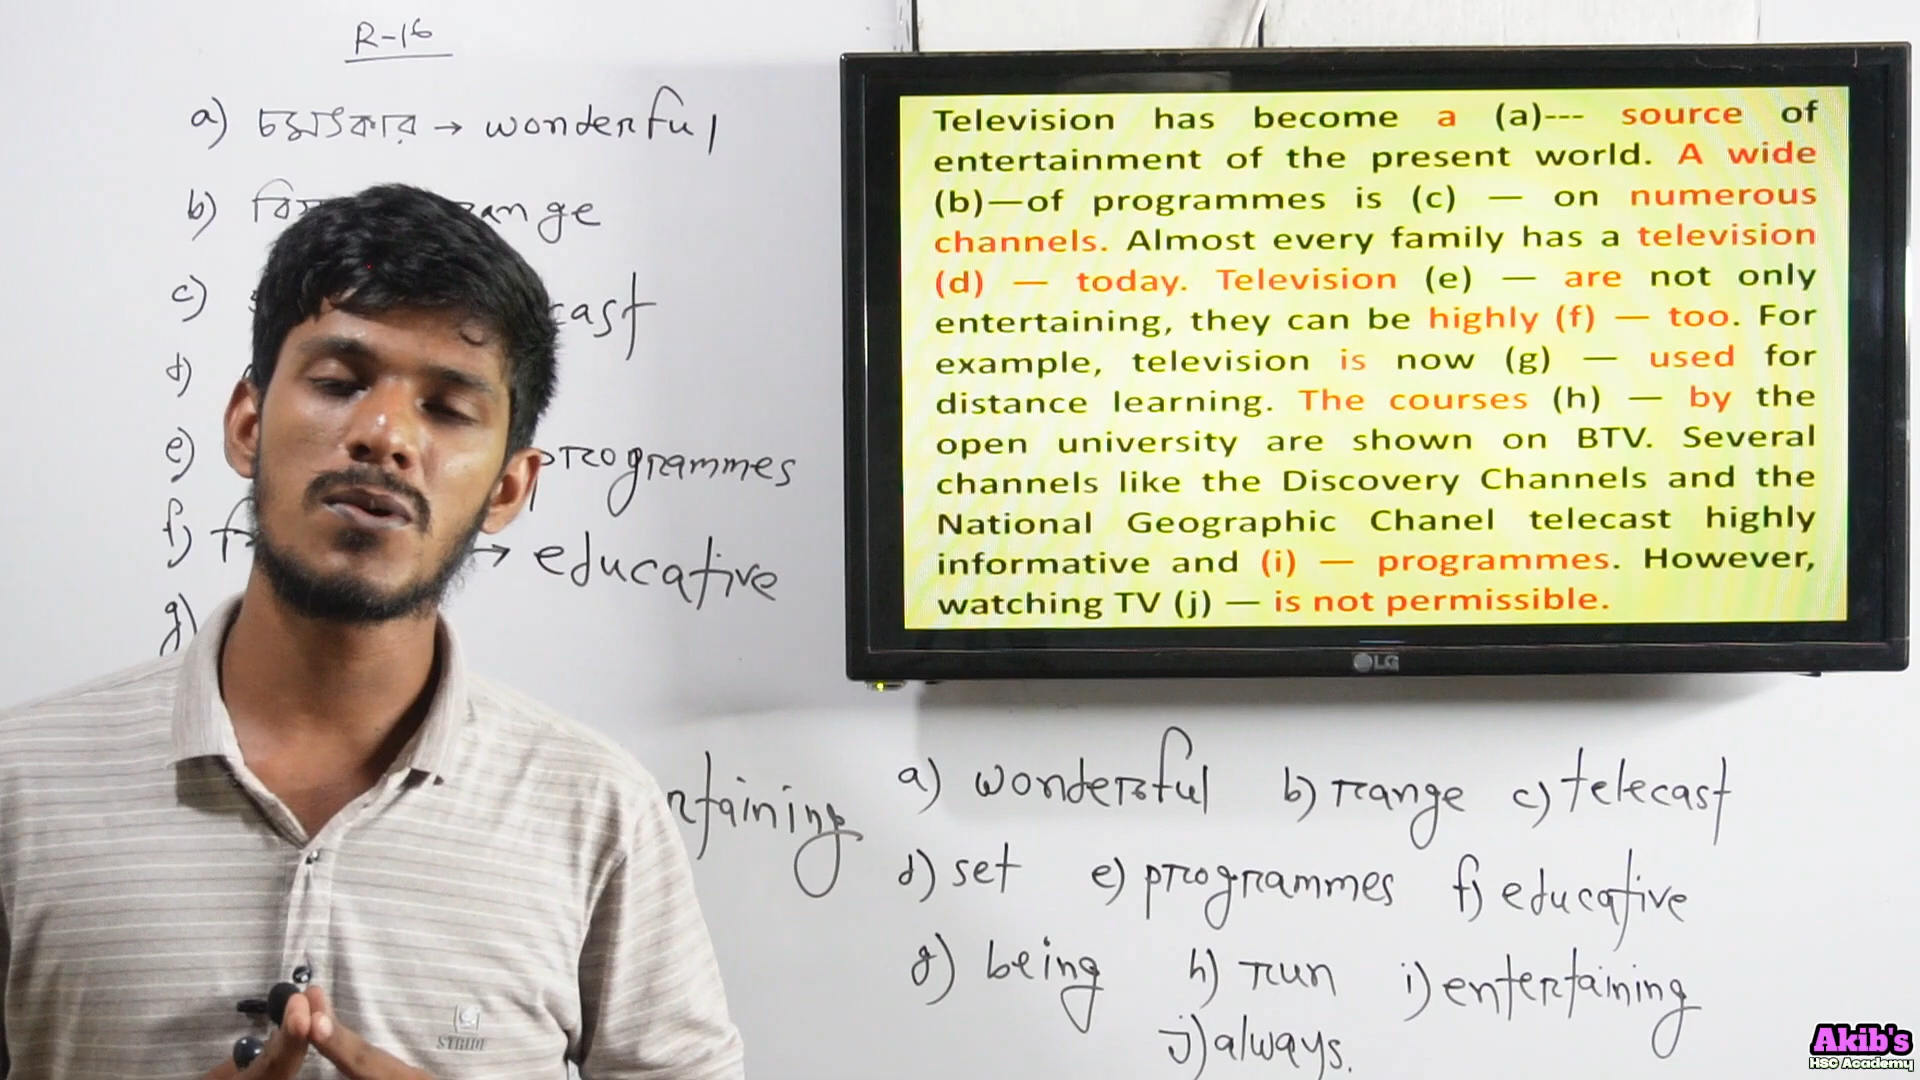 R-16
a) চমৎকার → wonderful
b) range
c)
d)
e) programmes
f) → educative
g)
Television has become a (a)--- source of
entertainment of the present world. A wide
(b)—of programmes is (c) — on numerous
channels. Almost every family has a television
(d) — today. Television (e) — are not only
entertaining, they can be highly (f) — too. For
example, television is now (g) — used for
distance learning. The courses (h) — by the
open university are shown on BTV. Several
channels like the Discovery Channels and the
National Geographic Chanel telecast highly
informative and (i) — programmes. However,
watching TV (j) — is not permissible.
LG
a) wonderful b) range c) telecast
d) set e) programmes f) educative
g) being h) run i) entertaining
j) always.
STRIDE
Akib's
HSC Academy